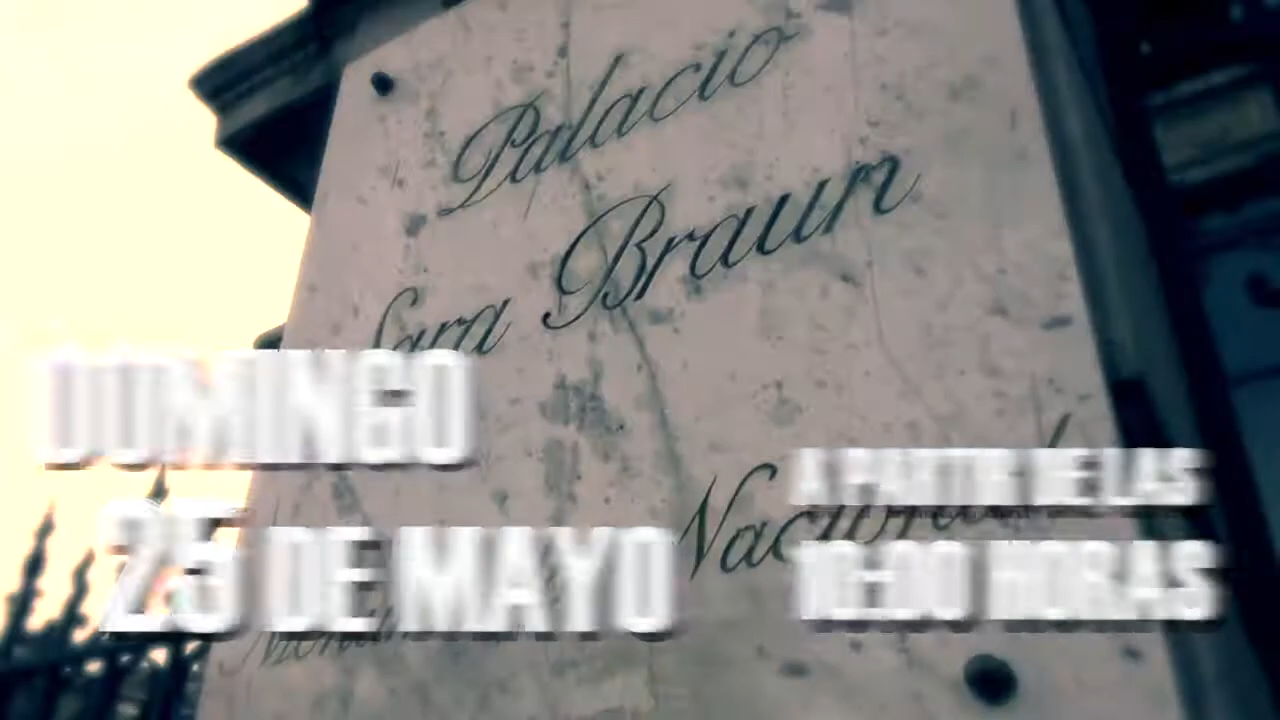 Palacio
Sara Braun
Nacional
DOMINGO
25 DE MAYO
A PARTIR DE LAS
10:00 HORAS